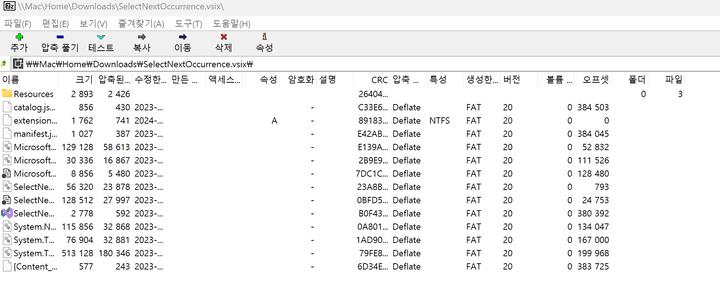 \\Mac\Home\Downloads\SelectNextOccurrence.vsix\
파일(F) 편집(E) 보기(V) 즐겨찾기(A) 도구(T) 도움말(H)
추가 압축 풀기 테스트 복사 이동 삭제 속성
₩₩Mac₩Home₩Downloads₩SelectNextOccurrence.vsix₩
이름 크기 압축된... 수정한... 만든 ... 액세스... 속성 암호화 설명 CRC 압축 ... 특성 생성한... 버전 볼륨 ... 오프셋 폴더 파일
Resources 2 893 2 426 26404... 0 3
catalog.js... 856 430 2023-... - C33E6... Deflate FAT 20 0 384 503
extension... 1 762 741 2024-... A - 89183... Deflate NTFS FAT 20 0 0
manifest.j... 1 027 387 2023-... - E42AB... Deflate FAT 20 0 384 045
Microsoft... 129 128 58 613 2023-... - E139A... Deflate FAT 20 0 52 832
Microsoft... 30 336 16 867 2023-... - 2B9E9... Deflate FAT 20 0 111 526
Microsoft... 8 856 5 480 2023-... - 7DC1C... Deflate FAT 20 0 128 480
SelectNe... 56 320 23 878 2023-... - 23A8B... Deflate FAT 20 0 793
SelectNe... 128 512 27 997 2023-... - 0BFD5... Deflate FAT 20 0 24 753
SelectNe... 2 778 592 2023-... - B0F43... Deflate FAT 20 0 380 392
System.N... 115 856 32 868 2023-... - 0A801... Deflate FAT 20 0 134 047
System.T... 76 904 32 881 2023-... - 1AD90... Deflate FAT 20 0 167 000
System.T... 513 128 180 346 2023-... - 79FE8... Deflate FAT 20 0 199 968
[Content_... 577 243 2023-... - 6D34E... Deflate FAT 20 0 383 725